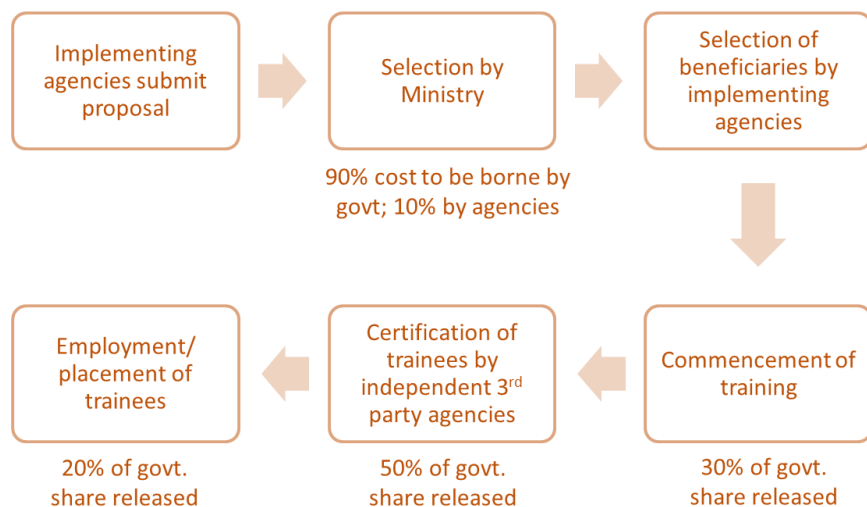 Implementing
agencies submit
proposal
Selection by
Ministry
90% cost to be borne by
govt; 10% by agencies
Selection of
beneficiaries by
implementing
agencies
Commencement of
training
30% of govt.
share released
Certification of
trainees by
independent 3rd
party agencies
50% of govt.
share released
Employment/
placement of
trainees
20% of govt.
share released